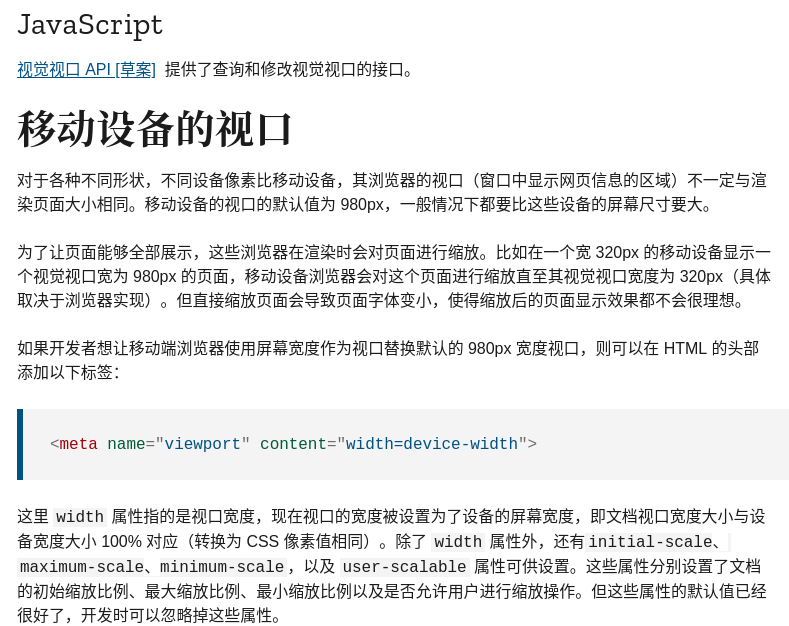 JavaScript
视觉视口 API [草案] 提供了查询和修改视觉视口的接口。
移动设备的视口
对于各种不同形状，不同设备像素比移动设备，其浏览器的视口（窗口中显示网页信息的区域）不一定与渲
染页面大小相同。移动设备的视口的默认值为 980px，一般情况下都要比这些设备的屏幕尺寸要大。
为了让页面能够全部展示，这些浏览器在渲染时会对页面进行缩放。比如在一个宽 320px 的移动设备显示一
个视觉视口宽为 980px 的页面，移动设备浏览器会对这个页面进行缩放直至其视觉视口宽度为 320px（具体
取决于浏览器实现）。但直接缩放页面会导致页面字体变小，使得缩放后的页面显示效果都不会很理想。
如果开发者想让移动端浏览器使用屏幕宽度作为视口替换默认的 980px 宽度视口，则可以在 HTML 的头部
添加以下标签：
<meta name="viewport" content="width=device-width">
这里 width 属性指的是视口宽度，现在视口的宽度被设置为了设备的屏幕宽度，即文档视口宽度大小与设
备宽度大小 100% 对应（转换为 CSS 像素值相同）。除了 width 属性外，还有 initial-scale、
maximum-scale、minimum-scale，以及 user-scalable 属性可供设置。这些属性分别设置了文档
的初始缩放比例、最大缩放比例、最小缩放比例以及是否允许用户进行缩放操作。但这些属性的默认值已经
很好了，开发时可以忽略掉这些属性。